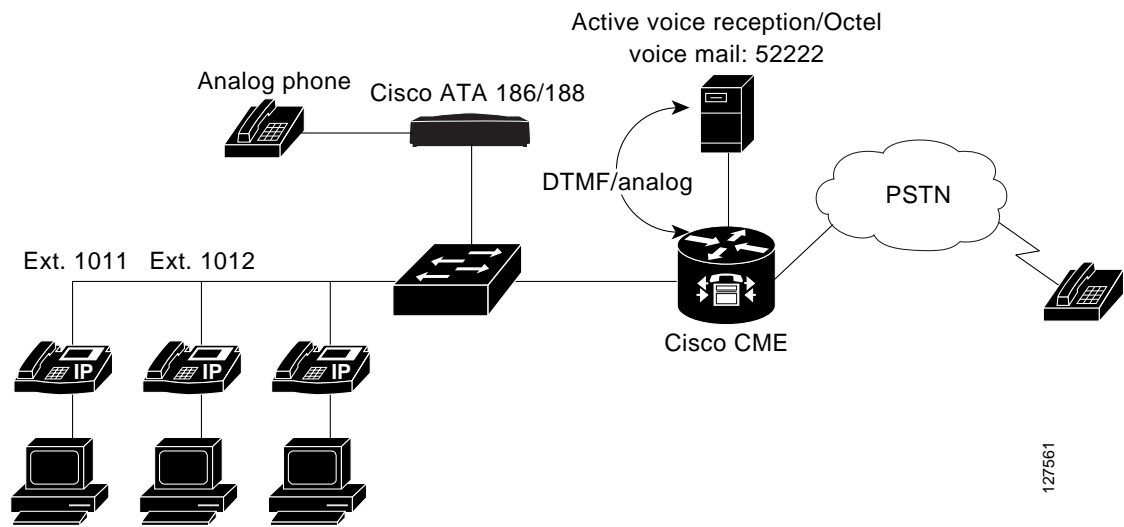 Active voice reception/Octel
voice mail: 52222
Analog phone
Cisco ATA 186/188
DTMF/analog
PSTN
Ext. 1011
Ext. 1012
Cisco CME
IP
IP
IP
127561